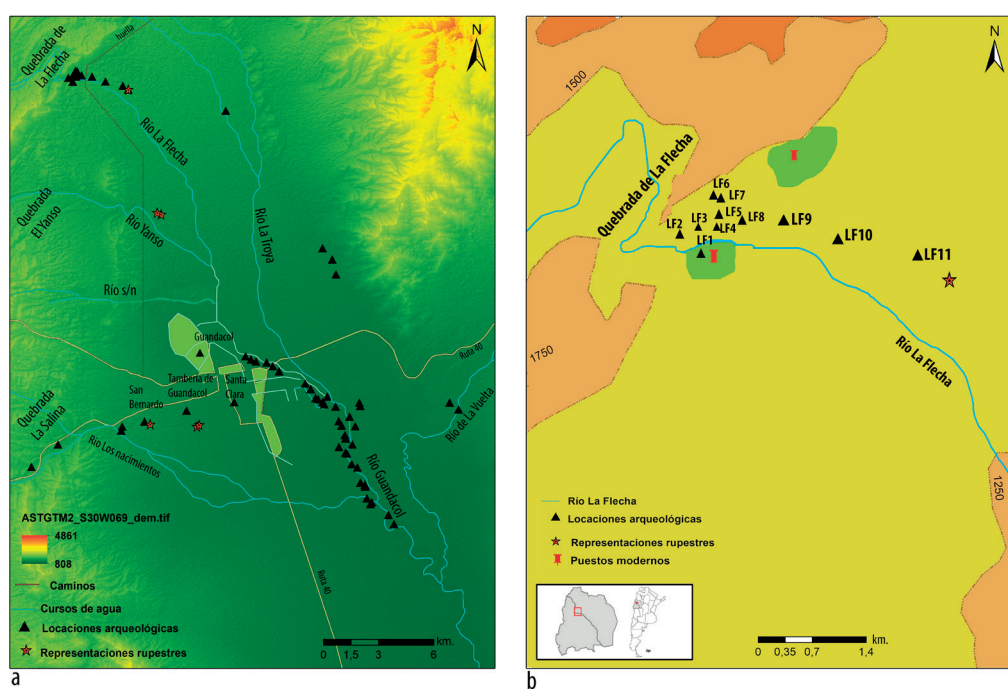 N
huella
Quebrada de
La Flecha
Río La Flecha
Río La Troya
Quebrada
El Yanso
Río Yanso
Río s/n
Guandacol
Ruta 40
Tambería de
Guandacol
Santa
Clara
San
Bernardo
Quebrada
La Salina
Río Los nacimientos
Río de La Vuelta
Río Guandacol
Ruta 40
ASTGTM2_S30W069_dem.tif
4861
808
Caminos
Cursos de agua
Locaciones arqueológicas
Representaciones rupestres
km.
0 1,5 3 6
a
N
1500
Quebrada de La Flecha
LF6
LF7
LF5
LF3
LF8
LF9
LF2
LF4
LF10
LF1
LF11
Río La Flecha
1750
1250
Río La Flecha
Locaciones arqueológicas
Representaciones rupestres
Puestos modernos
km.
0 0,35 0,7 1,4
b